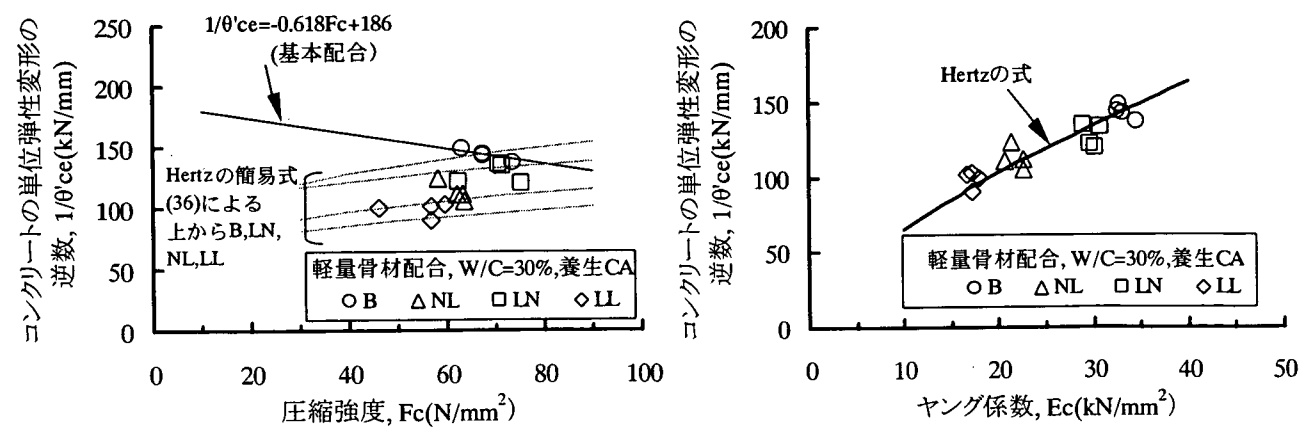 コンクリートの単位弾性変形の
逆数, 1/θ'ce(kN/mm)
250
200
150
100
50
0
1/θ'ce=-0.618Fc+186
(基本配合)
Hertzの簡易式
(36)による
上からB,LN,
NL,LL
軽量骨材配合, W/C=30%,養生CA
○ B △ NL □ LN ◇ LL
0 20 40 60 80 100
圧縮強度, Fc(N/mm²)
コンクリートの単位弾性変形の
逆数, 1/θ'ce(kN/mm)
200
150
100
50
0
Hertzの式
軽量骨材配合, W/C=30%,養生CA
○ B △ NL □ LN ◇ LL
0 10 20 30 40 50
ヤング係数, Ec(kN/mm²)